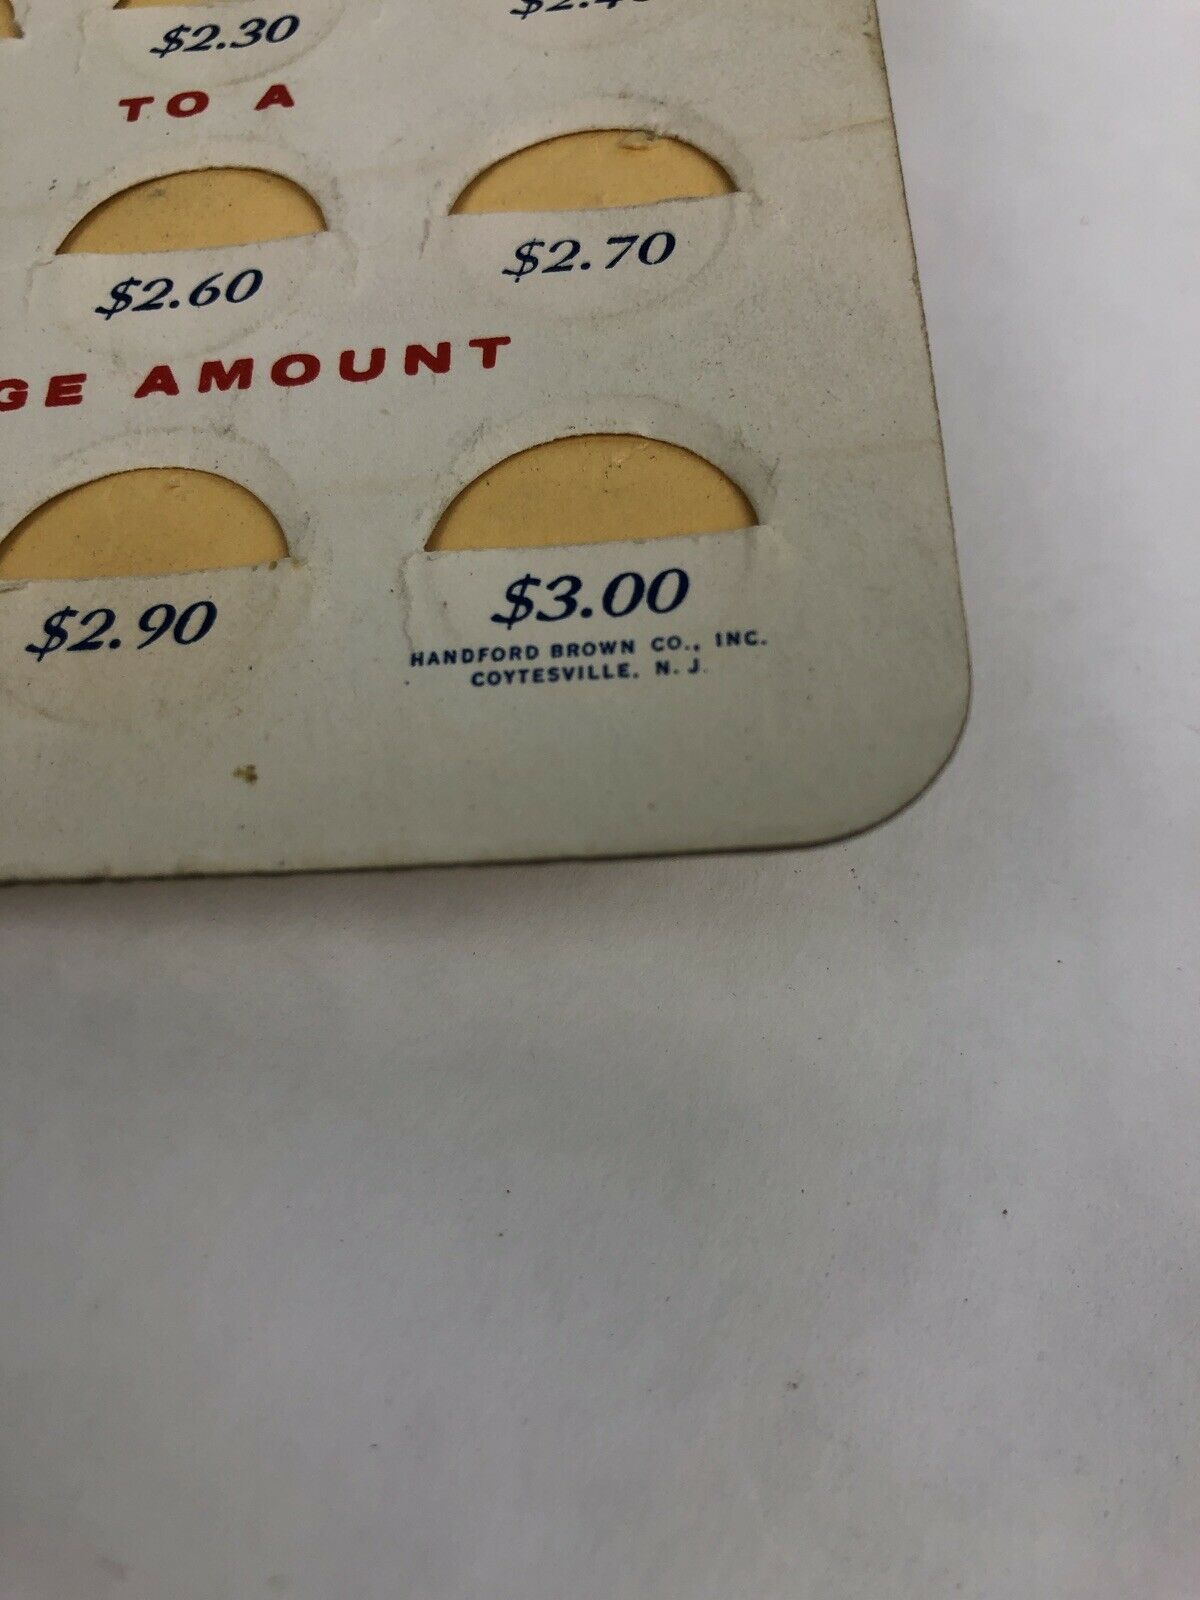 $2.30
TO A
$2.60 $2.70
GE AMOUNT
$2.90 $3.00
HANDFORD BROWN CO., INC.
COYTESVILLE, N. J.